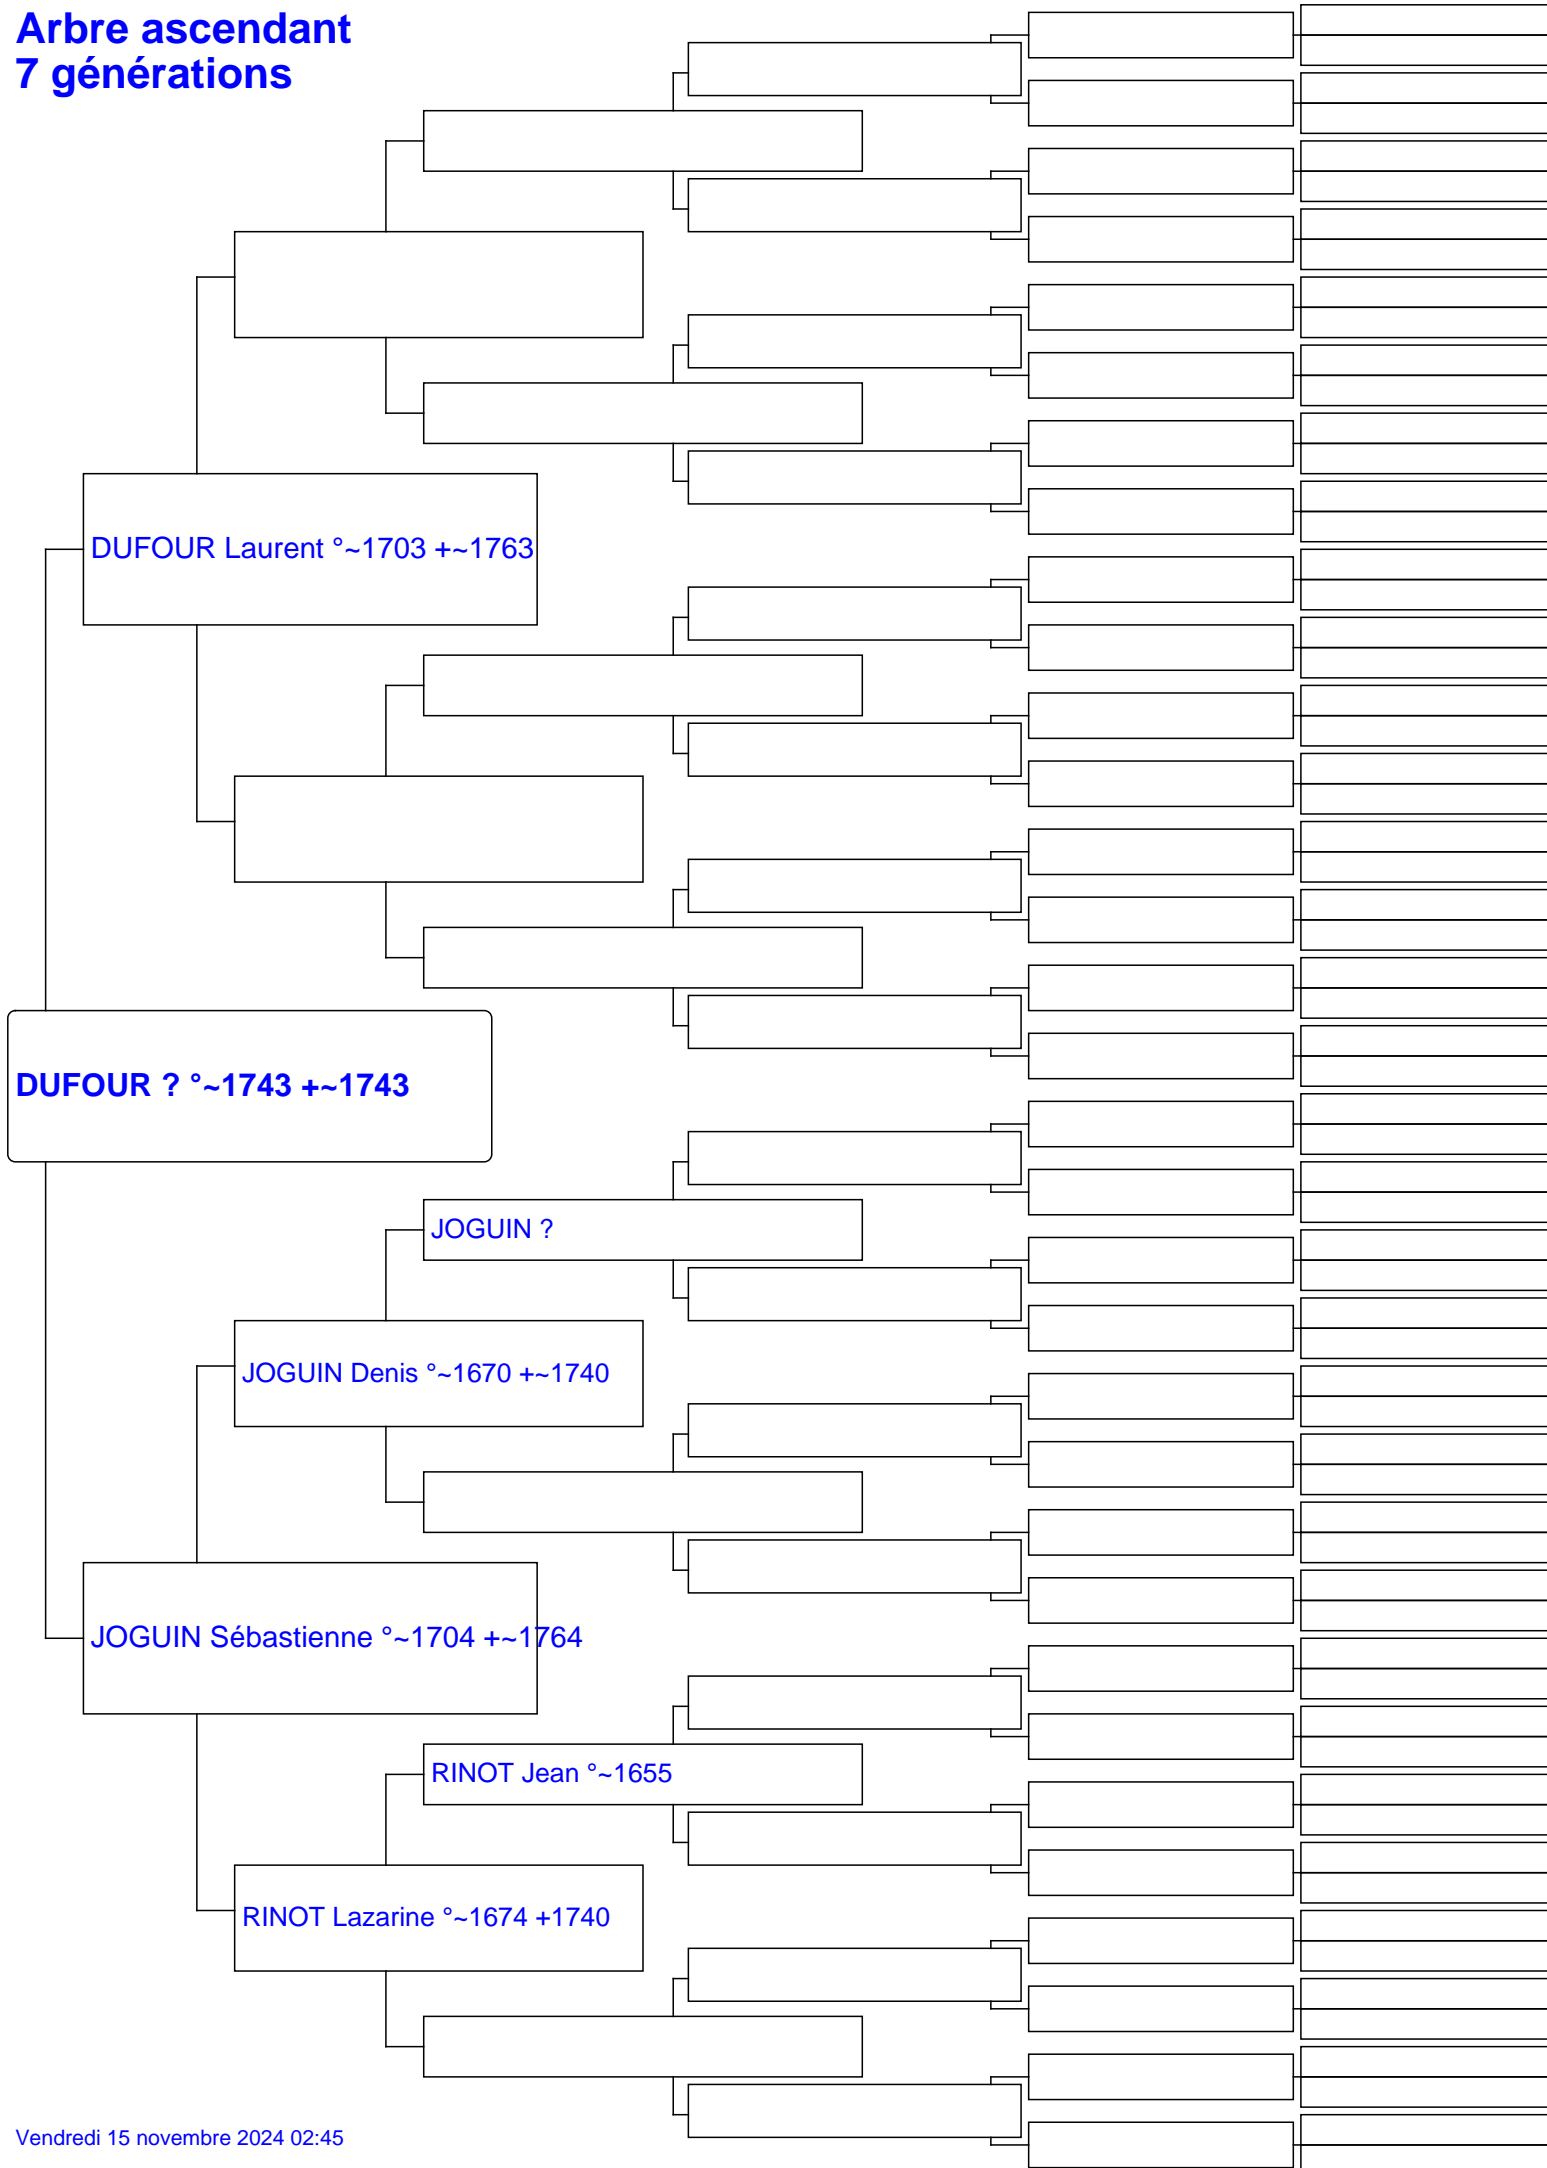 Arbre ascendant
7 générations
DUFOUR Laurent °~1703 +~1763
DUFOUR ? °~1743 +~1743
JOGUIN ?
JOGUIN Denis °~1670 +~1740
JOGUIN Sébastienne °~1704 +~1764
RINOT Jean °~1655
RINOT Lazarine °~1674 +1740
Vendredi 15 novembre 2024 02:45